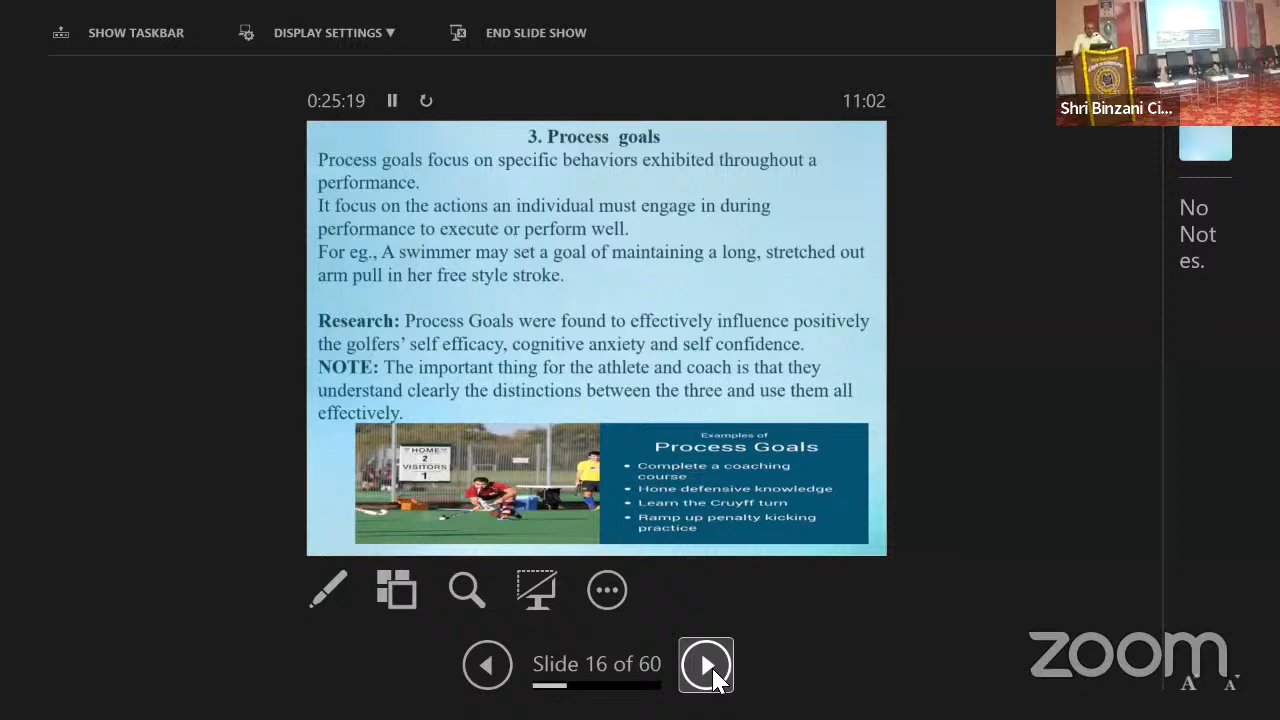 SHOW TASKBAR
DISPLAY SETTINGS ▼
END SLIDE SHOW
Shri Binzani Ci...
0:25:19
11:02
3. Process goals
Process goals focus on specific behaviors exhibited throughout a
performance.
It focus on the actions an individual must engage in during
performance to execute or perform well.
For eg., A swimmer may set a goal of maintaining a long, stretched out
arm pull in her free style stroke.
Research: Process Goals were found to effectively influence positively
the golfers' self efficacy, cognitive anxiety and self confidence.
NOTE: The important thing for the athlete and coach is that they
understand clearly the distinctions between the three and use them all
effectively.
HOME
2
VISITORS
1
Examples of
Process Goals
• Complete a coaching
course
• Hone defensive knowledge
• Learn the Cruyff turn
• Ramp up penalty kicking
practice
No
Not
es.
Slide 16 of 60
zoom
A A